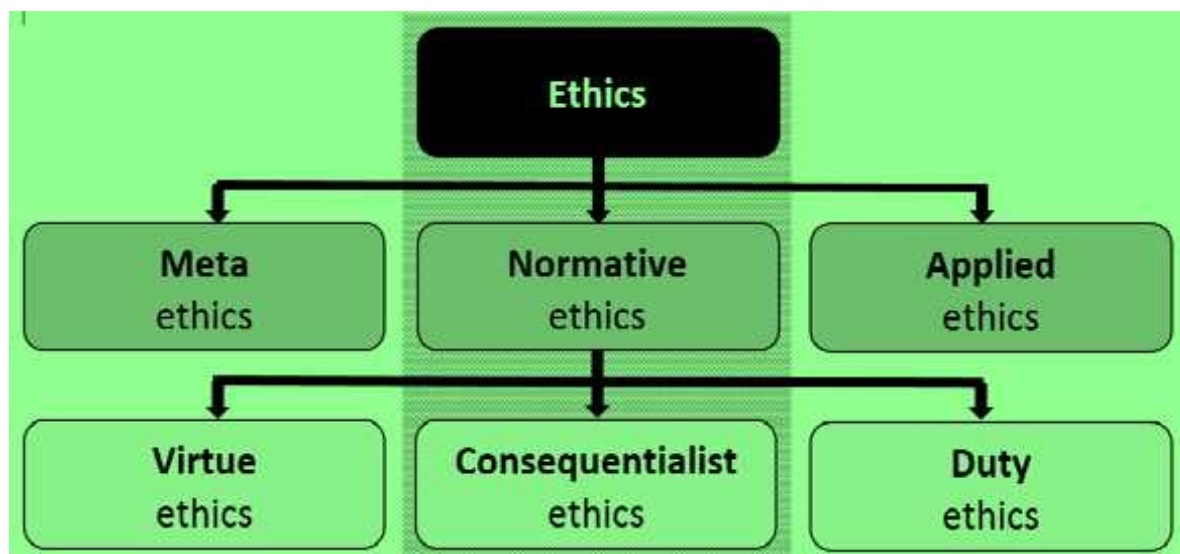 Ethics
Meta
ethics
Normative
ethics
Applied
ethics
Virtue
ethics
Consequentialist
ethics
Duty
ethics